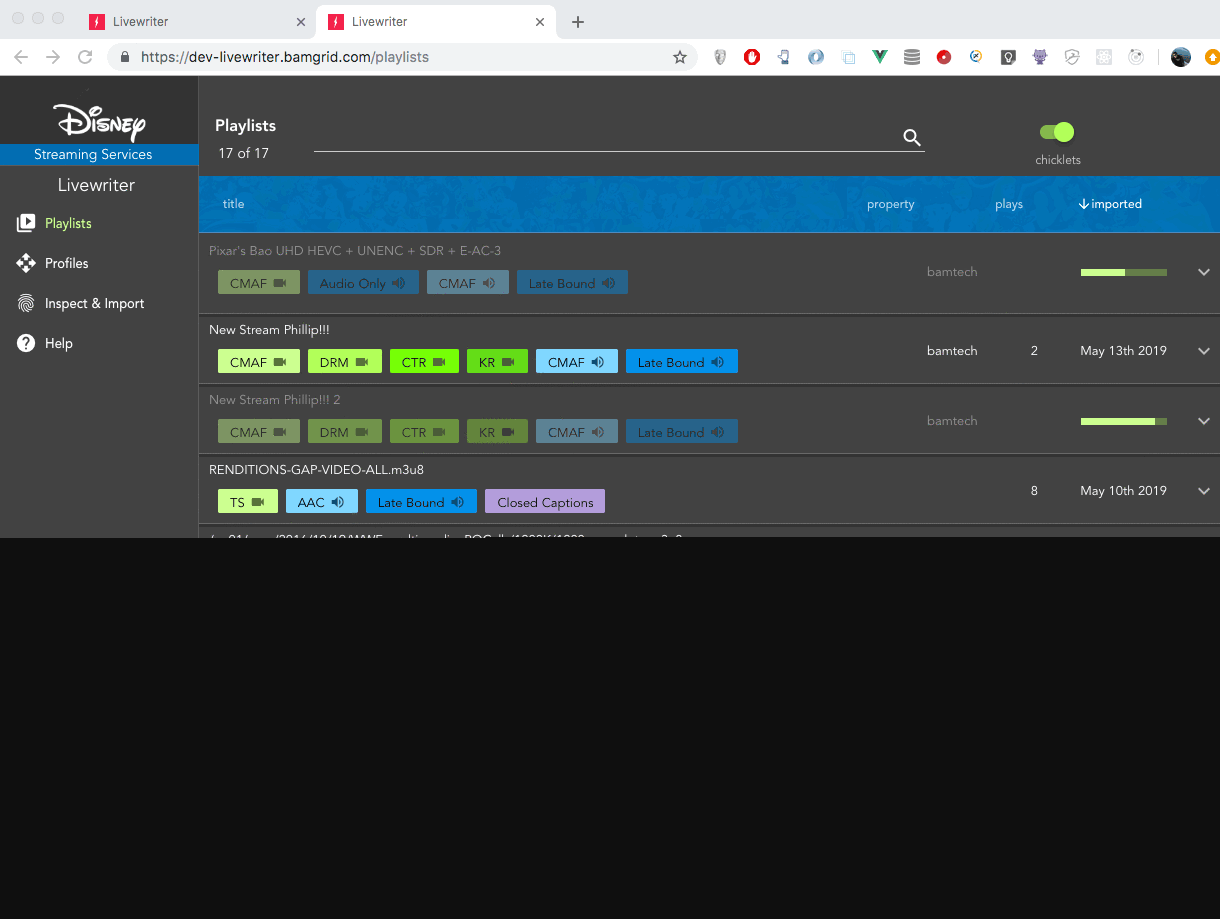 Livewriter
Livewriter
https://dev-livewriter.bamgrid.com/playlists
Disney
Streaming Services
Livewriter
Playlists
Profiles
Inspect & Import
Help
Playlists
17 of 17
chicklets
title property plays imported
Pixar's Bao UHD HEVC + UNENC + SDR + E-AC-3
CMAF Audio Only CMAF Late Bound
bamtech
New Stream Phillip!!!
CMAF DRM CTR KR CMAF Late Bound
bamtech 2 May 13th 2019
New Stream Phillip!!! 2
CMAF DRM CTR KR CMAF Late Bound
bamtech
RENDITIONS-GAP-VIDEO-ALL.m3u8
TS AAC Late Bound Closed Captions
8 May 10th 2019